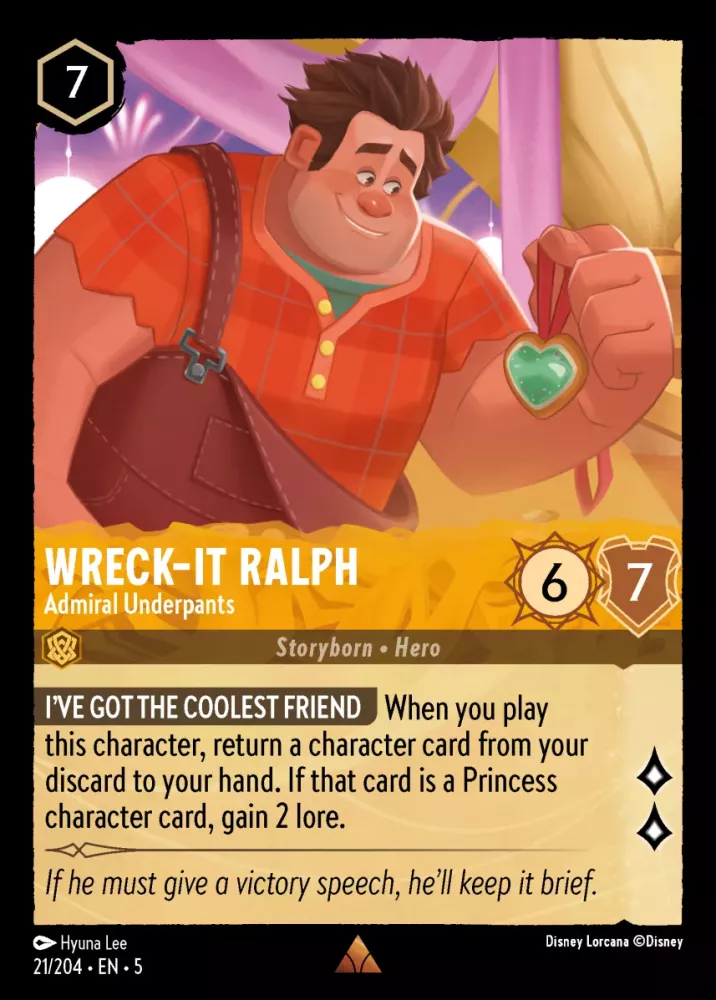 7
WRECK-IT RALPH
Admiral Underpants
6
7
Storyborn • Hero
I'VE GOT THE COOLEST FRIEND When you play
this character, return a character card from your
discard to your hand. If that card is a Princess
character card, gain 2 lore.
If he must give a victory speech, he'll keep it brief.
Hyuna Lee
Disney Lorcana ©Disney
21/204 • EN • 5